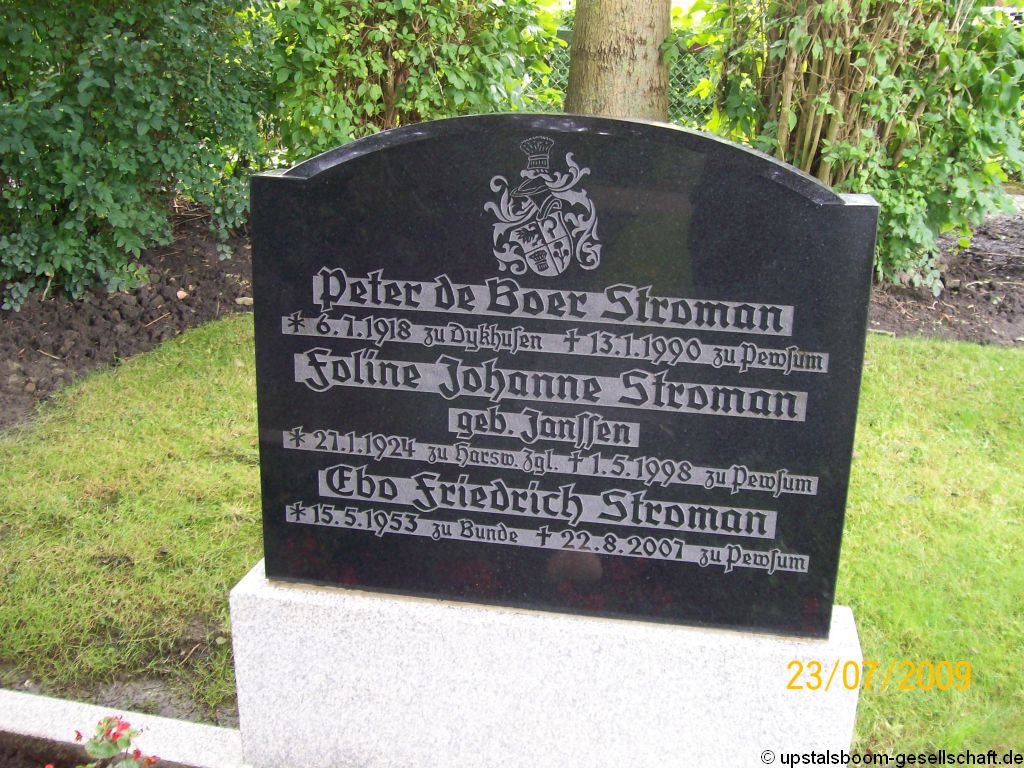 Peter de Boer Stroman
* 6.7.1918 zu Dykhuſen † 13.1.1990 zu Pewſum
Foline Johanne Stroman
geb. Janſſen
* 27.1.1924 zu Harsw. Zgl. † 1.5.1998 zu Pewſum
Ebo Friedrich Stroman
* 15.5.1953 zu Bunde † 22.8.2007 zu Pewſum
23/07/2009
© upstalsboom-gesellschaft.de